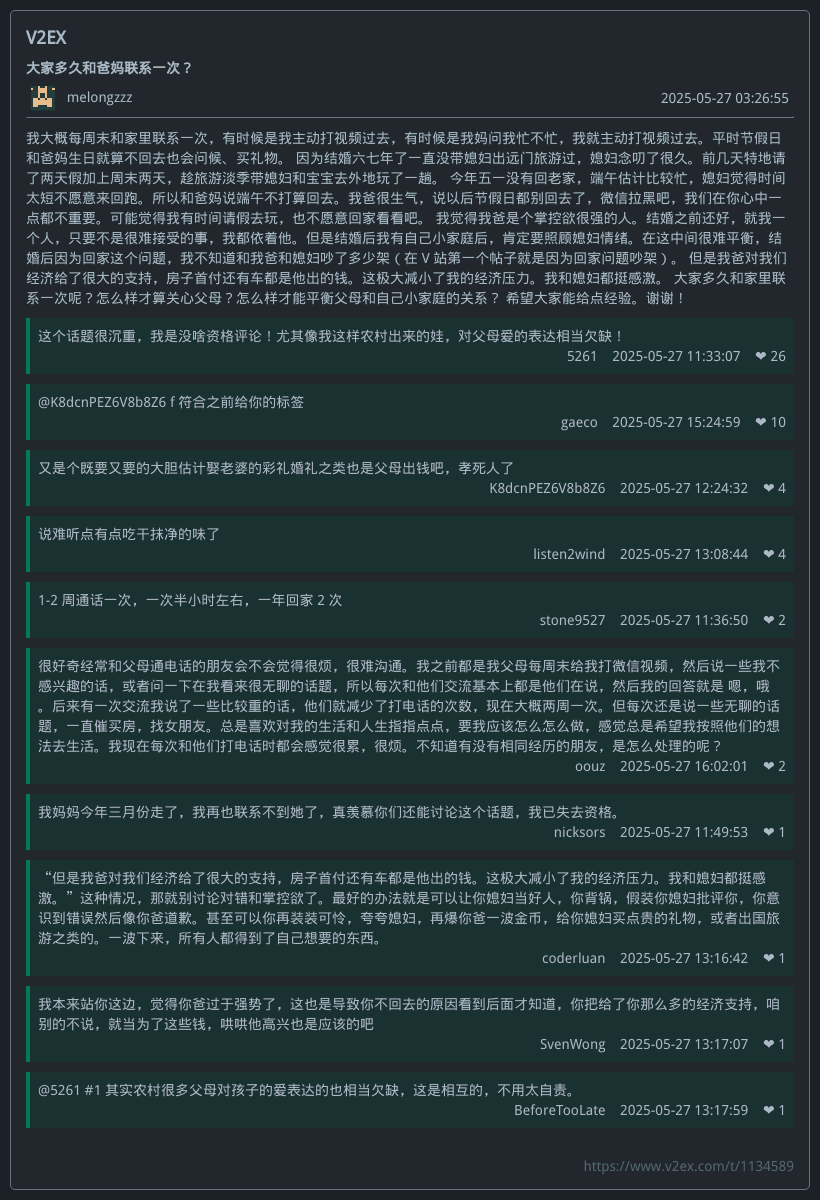 V2EX
大家多久和爸妈联系一次？
melongzzz
2025-05-27 03:26:55
我大概每周末和家里联系一次，有时候是我主动打视频过去，有时候是我妈问我忙不忙，我就主动打视频过去。平时节假日
和爸妈生日就算不回去也会问候、买礼物。 因为结婚六七年了一直没带媳妇出远门旅游过，媳妇念叨了很久。前几天特地请
了两天假加上周末两天，趁旅游淡季带媳妇和宝宝去外地玩了一趟。 今年五一没有回老家，端午估计比较忙，媳妇觉得时间
太短不愿意来回跑。所以和爸妈说端午不打算回去。我爸很生气，说以后节假日都别回去了，微信拉黑吧，我们在你心中一
点都不重要。可能觉得我有时间请假去玩，也不愿意回家看看吧。 我觉得我爸是个掌控欲很强的人。结婚之前还好，就我一
个人，只要不是很难接受的事，我都依着他。但是结婚后我有自己小家庭后，肯定要照顾媳妇情绪。在这中间很难平衡，结
婚后因为回家这个问题，我不知道和我爸和媳妇吵了多少架（在 V 站第一个帖子就是因为回家问题吵架）。 但是我爸对我们
经济给了很大的支持，房子首付还有车都是他出的钱。这极大减小了我的经济压力。我和媳妇都挺感激。 大家多久和家里联
系一次呢？怎么样才算关心父母？怎么样才能平衡父母和自己小家庭的关系？ 希望大家能给点经验。谢谢！
这个话题很沉重，我是没啥资格评论！尤其像我这样农村出来的娃，对父母爱的表达相当欠缺！
5261 2025-05-27 11:33:07 ❤ 26
@K8dcnPEZ6V8b8Z6 f 符合之前给你的标签
gaeco 2025-05-27 15:24:59 ❤ 10
又是个既要又要的大胆估计娶老婆的彩礼婚礼之类也是父母出钱吧，孝死人了
K8dcnPEZ6V8b8Z6 2025-05-27 12:24:32 ❤ 4
说难听点有点吃干抹净的味了
listen2wind 2025-05-27 13:08:44 ❤ 4
1-2 周通话一次，一次半小时左右，一年回家 2 次
stone9527 2025-05-27 11:36:50 ❤ 2
很好奇经常和父母通电话的朋友会不会觉得很烦，很难沟通。我之前都是我父母每周末给我打微信视频，然后说一些我不
感兴趣的话，或者问一下在我看来很无聊的话题，所以每次和他们交流基本上都是他们在说，然后我的回答就是 嗯，哦
。后来有一次交流我说了一些比较重的话，他们就减少了打电话的次数，现在大概两周一次。但每次还是说一些无聊的话
题，一直催买房，找女朋友。总是喜欢对我的生活和人生指指点点，要我应该怎么怎么做，感觉总是希望我按照他们的想
法去生活。我现在每次和他们打电话时都会感觉很累，很烦。不知道有没有相同经历的朋友，是怎么处理的呢？
oouz 2025-05-27 16:02:01 ❤ 2
我妈妈今年三月份走了，我再也联系不到她了，真羡慕你们还能讨论这个话题，我已失去资格。
nicksors 2025-05-27 11:49:53 ❤ 1
“但是我爸对我们经济给了很大的支持，房子首付还有车都是他出的钱。这极大减小了我的经济压力。我和媳妇都挺感
激。”这种情况，那就别讨论对错和掌控欲了。最好的办法就是可以让你媳妇当好人，你背锅，假装你媳妇批评你，你意
识到错误然后像你爸道歉。甚至可以你再装装可怜，夸夸媳妇，再爆你爸一波金币，给你媳妇买点贵的礼物，或者出国旅
游之类的。一波下来，所有人都得到了自己想要的东西。
coderluan 2025-05-27 13:16:42 ❤ 1
我本来站你这边，觉得你爸过于强势了，这也是导致你不回去的原因看到后面才知道，你把给了你那么多的经济支持，咱
别的不说，就当为了这些钱，哄哄他高兴也是应该的吧
SvenWong 2025-05-27 13:17:07 ❤ 1
@5261 #1 其实农村很多父母对孩子的爱表达的也相当欠缺，这是相互的，不用太自责。
BeforeTooLate 2025-05-27 13:17:59 ❤ 1
https://www.v2ex.com/t/1134589